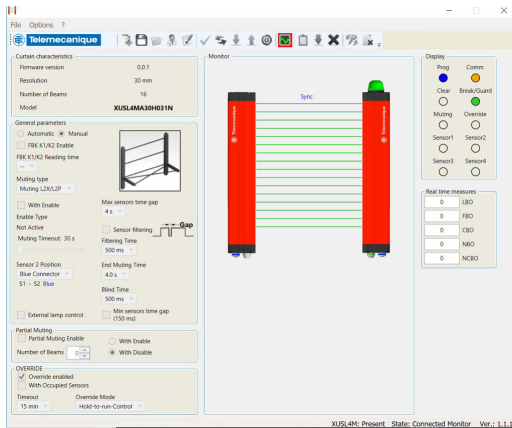 File Options ?
Telemecanique
Curtain characteristics
Firmware version 0.0.1
Resolution 30 mm
Number of Beams 16
Model XUSL4MA30H031N
General parameters
Automatic Manual
FBK K1/K2 Enable
FBK K1/K2 Reading time
--
Muting type
Muting L2X/L2P
With Enable
Enable Type
Not Active
Muting Timeout: 30 s
Max sensors time gap
4 s
Sensor filtering
Gap
Filtering Time
500 ms
Sensor 2 Position
Blue Connector
S1 - S2 Blue
End Muting Time
4.0 s
Blind Time
500 ms
External lamp control
Min sensors time gap
(150 ms)
Partial Muting
Partial Muting Enable
Number of Beams 0
With Enable
With Disable
OVERRIDE
Override enabled
With Occupied Sensors
Timeout Override Mode
15 min Hold-to-run-Control
Monitor
Sync
Telemecanique
Telemecanique
Display
Prog Comm
Clear Break/Guard
Muting Override
Sensor1 Sensor2
Sensor3 Sensor4
Real time measures
0 LBO
0 FBO
0 CBO
0 NBO
0 NCBO
XUSL4M: Present State: Connected Monitor Ver.: 1.1.1